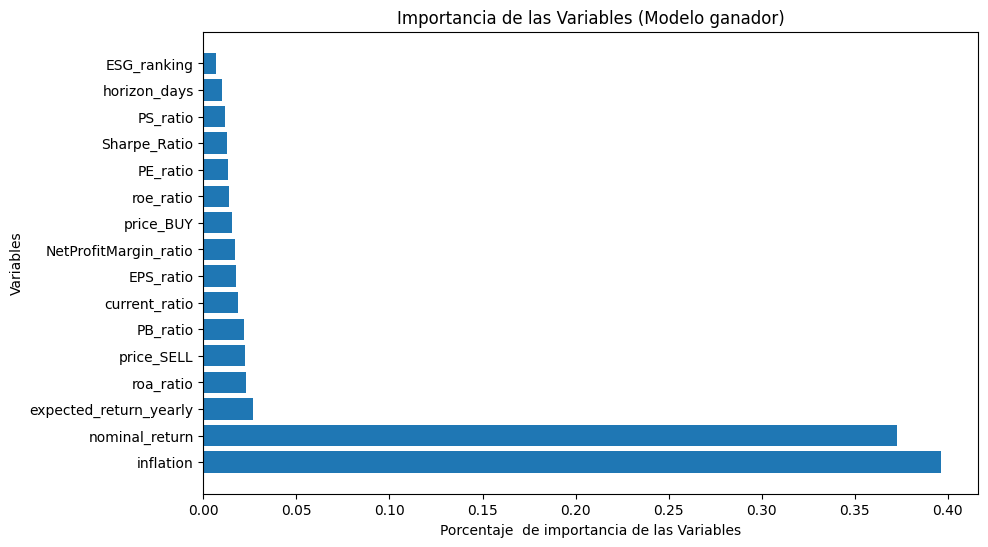 Importancia de las Variables (Modelo ganador)
Variables
ESG_ranking
horizon_days
PS_ratio
Sharpe_Ratio
PE_ratio
roe_ratio
price_BUY
NetProfitMargin_ratio
EPS_ratio
current_ratio
PB_ratio
price_SELL
roa_ratio
expected_return_yearly
nominal_return
inflation
0.00 0.05 0.10 0.15 0.20 0.25 0.30 0.35 0.40
Porcentaje  de importancia de las Variables